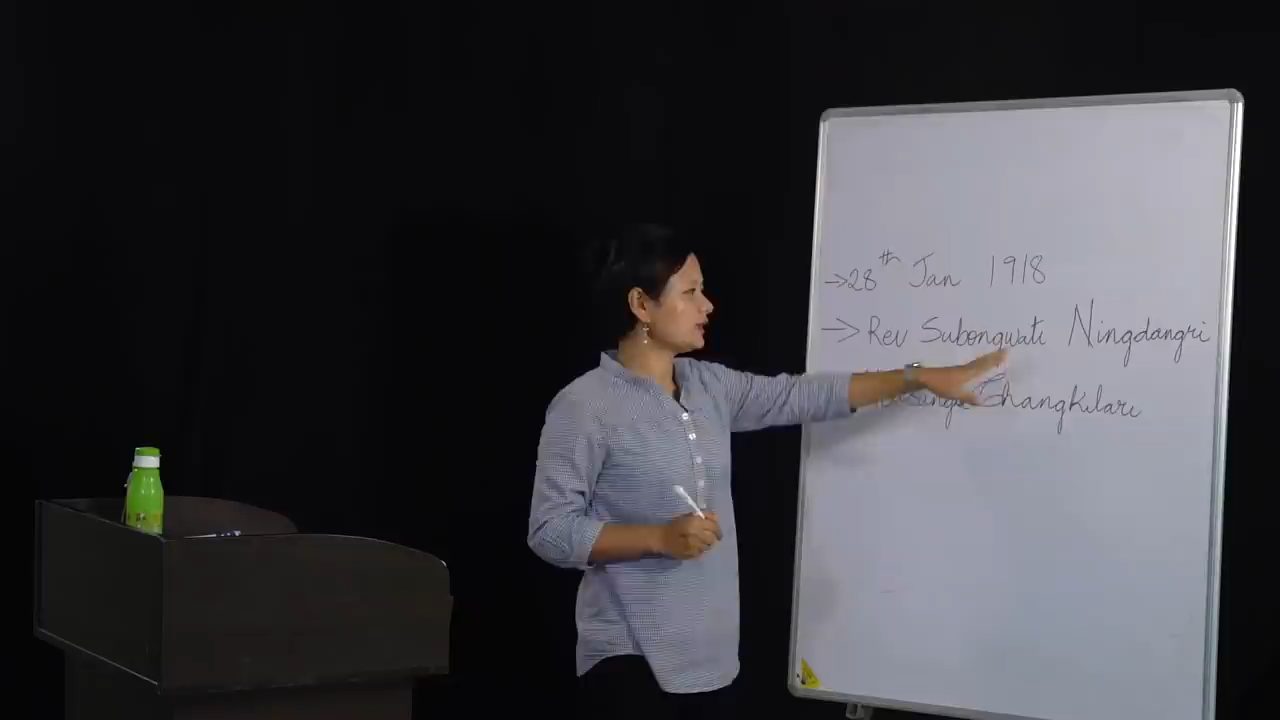 → 28th Jan 1918
→ Rev Subongwati Ningdangri
Changkilari